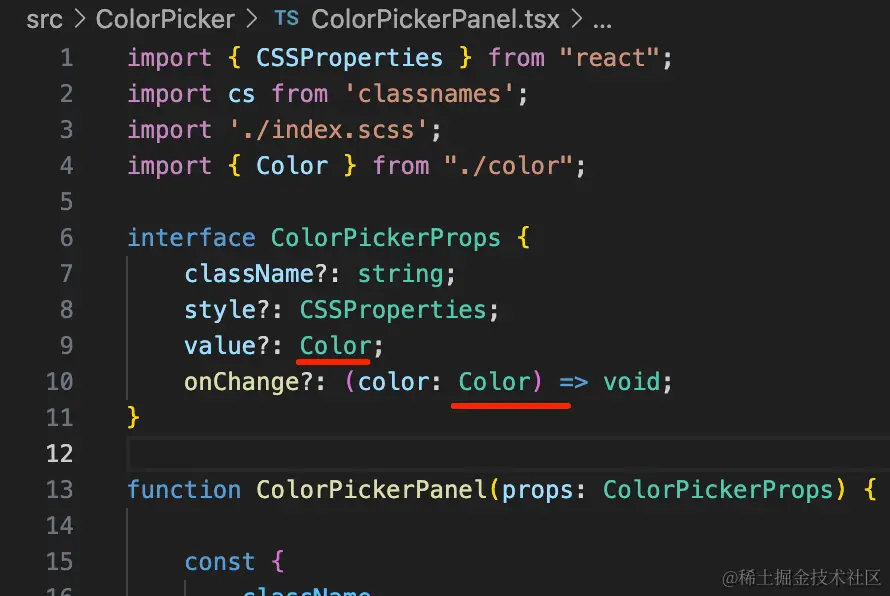 src > ColorPicker > TS ColorPickerPanel.tsx > ...
1 import { CSSProperties } from "react";
2 import cs from 'classnames';
3 import './index.scss';
4 import { Color } from "./color";
5
6 interface ColorPickerProps {
7 className?: string;
8 style?: CSSProperties;
9 value?: Color;
10 onChange?: (color: Color) => void;
11 }
12
13 function ColorPickerPanel(props: ColorPickerProps) {
14
15 const {
16 className
@稀土掘金技术社区